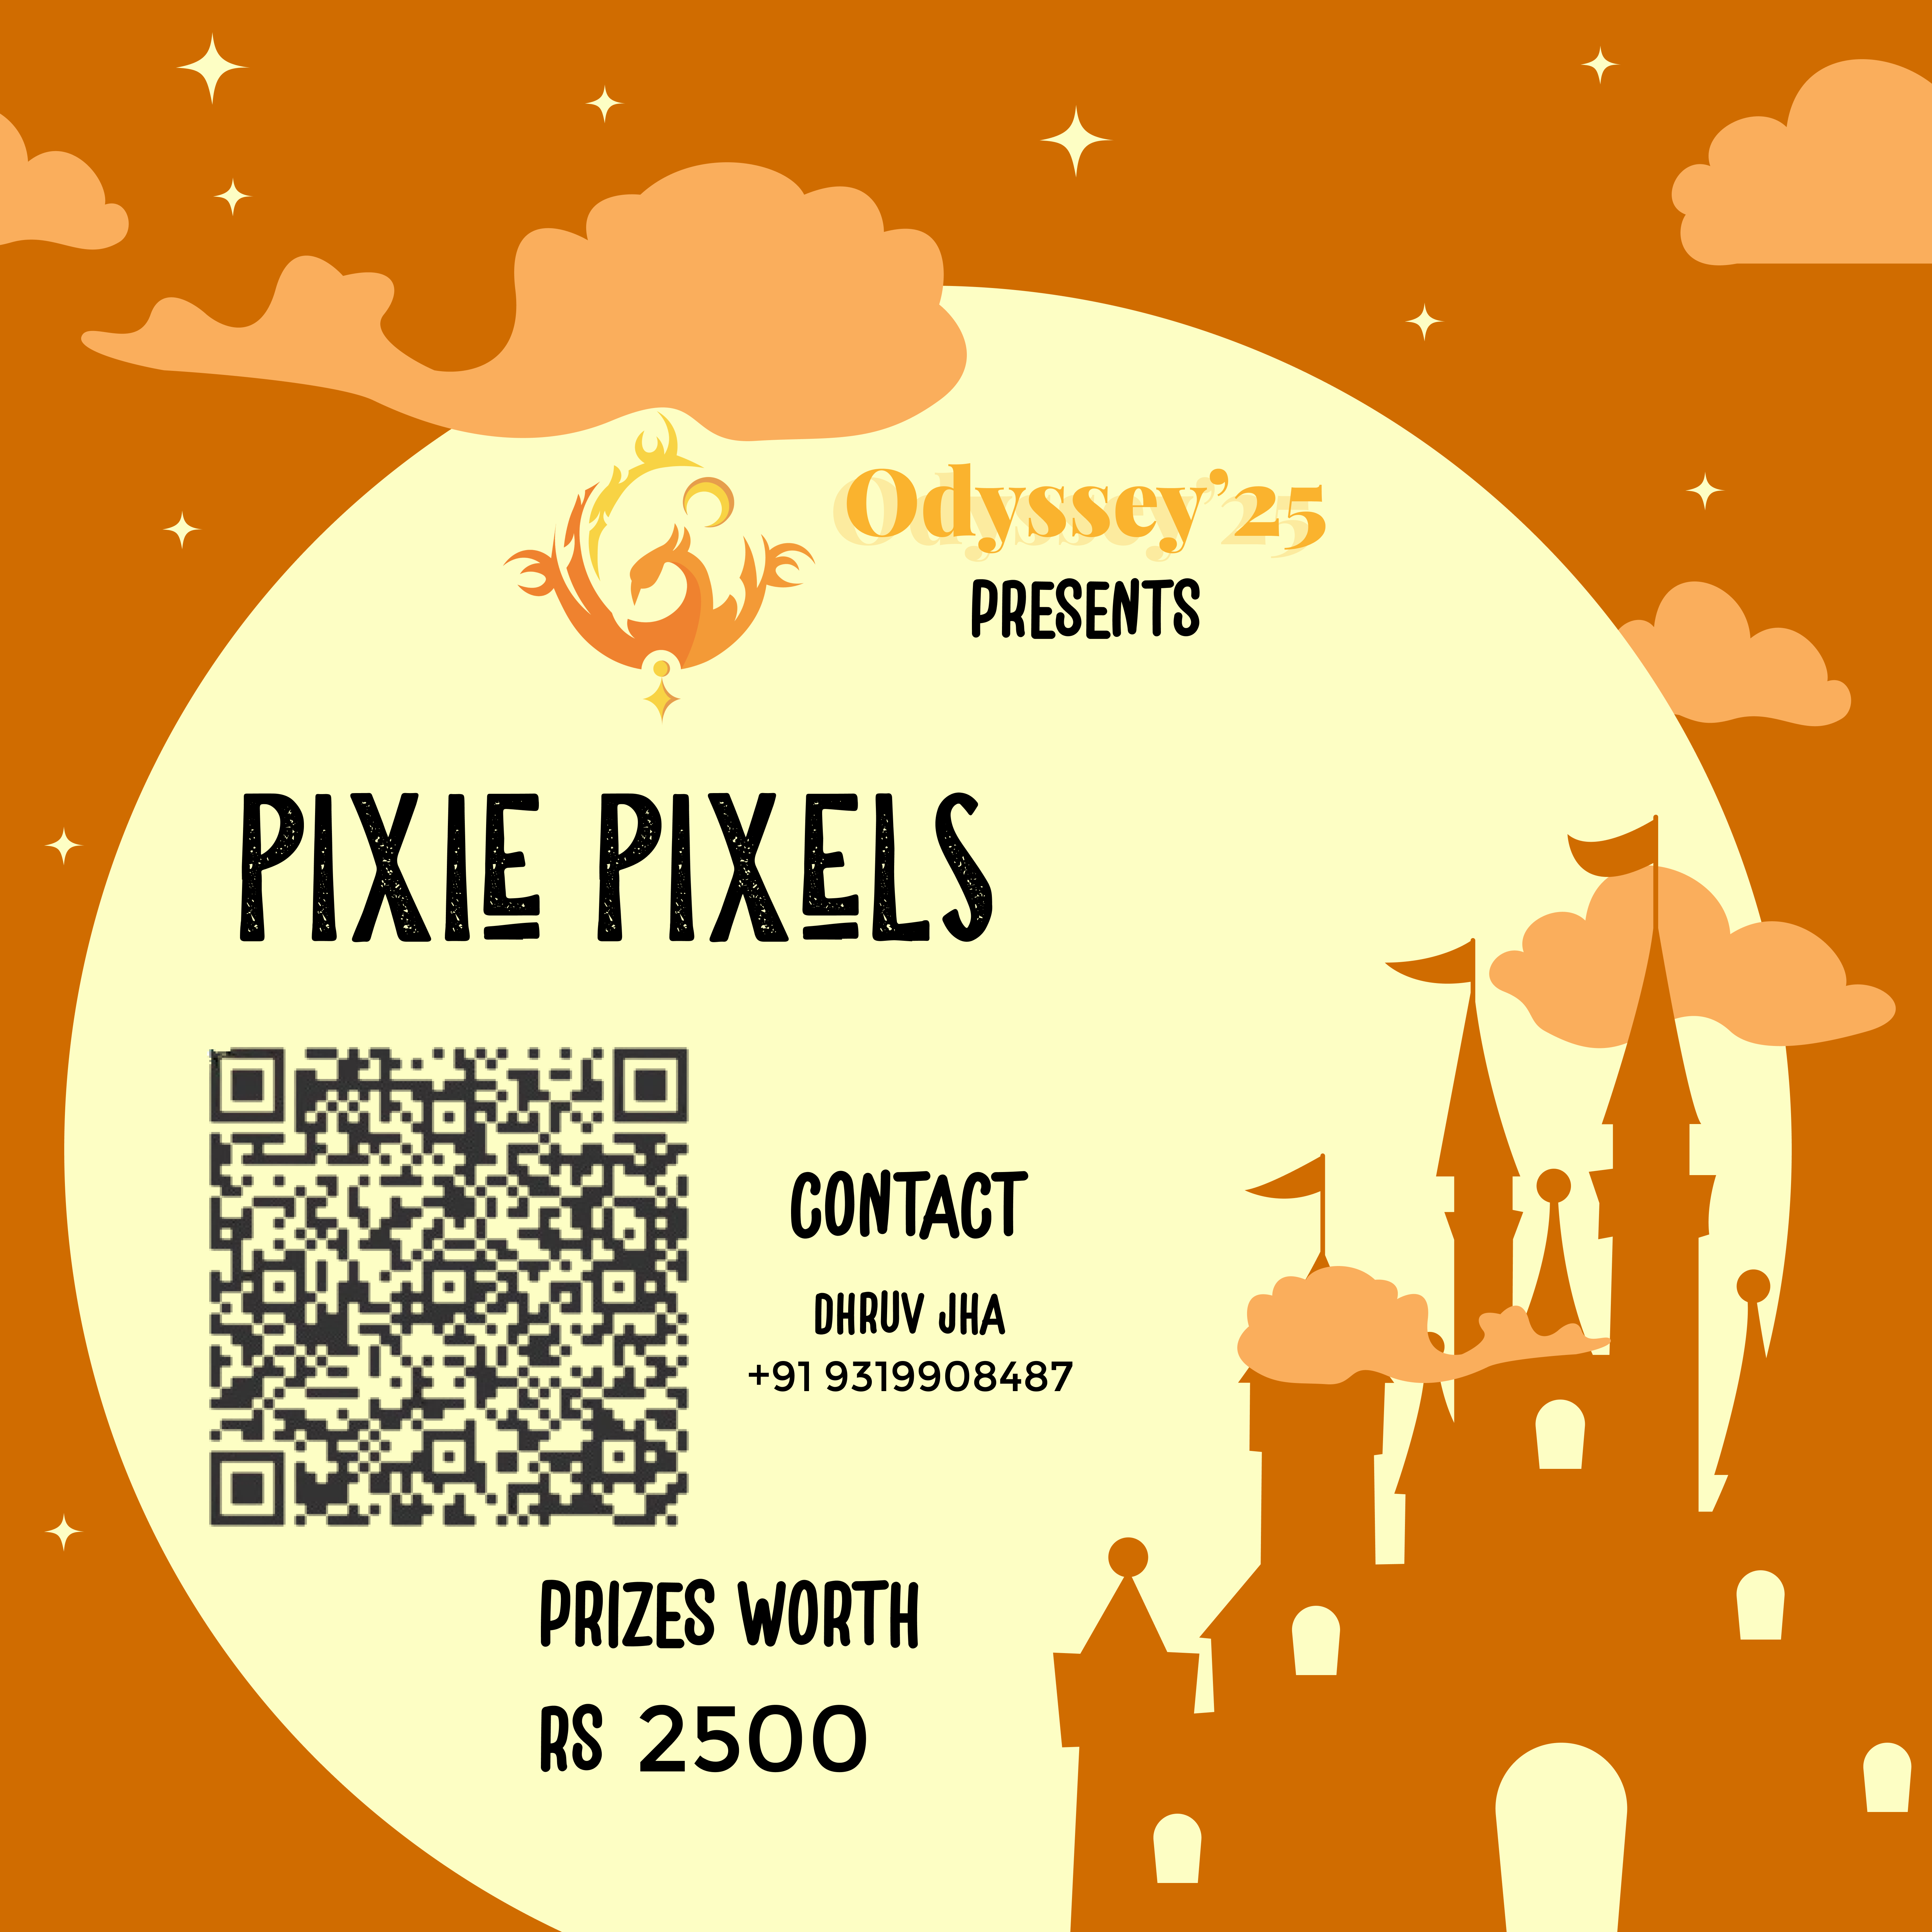 Odyssey'25
PRESENTS
PIXIE PIXELS
CONTACT
DHRUV JHA
+91 9319908487
PRIZES WORTH
RS 2500